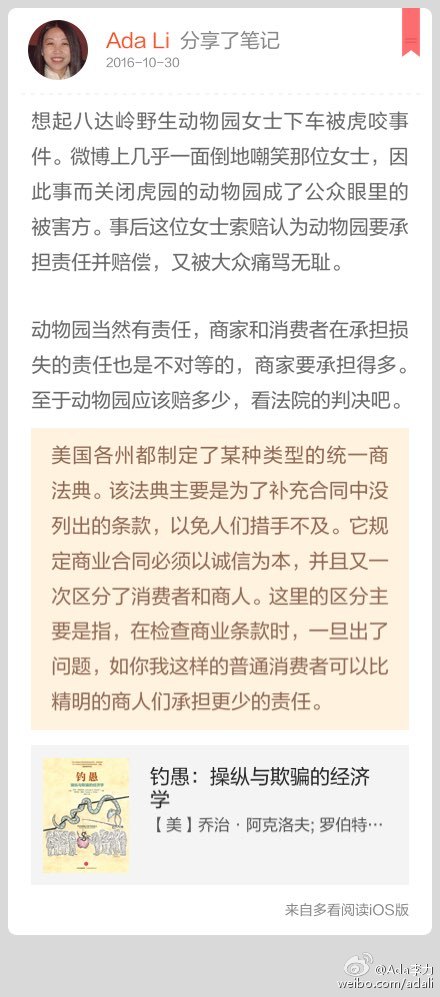 Ada Li 分享了笔记
2016-10-30
想起八达岭野生动物园女士下车被虎咬事
件。微博上几乎一面倒地嘲笑那位女士，因
此事而关闭虎园的动物园成了公众眼里的
被害方。事后这位女士索赔认为动物园要承
担责任并赔偿，又被大众痛骂无耻。
动物园当然有责任，商家和消费者在承担损
失的责任也是不对等的，商家要承担得多。
至于动物园应该赔多少，看法院的判决吧。
美国各州都制定了某种类型的统一商
法典。该法典主要是为了补充合同中没
列出的条款，以免人们措手不及。它规
定商业合同必须以诚信为本，并且又一
次区分了消费者和商人。这里的区分主
要是指，在检查商业条款时，一旦出了
问题，如你我这样的普通消费者可以比
精明的商人们承担更少的责任。
钓愚
钓愚：操纵与欺骗的经济
学
【美】乔治·阿克洛夫; 罗伯特…
来自多看阅读iOS版
@Ada李力
weibo.com/adali